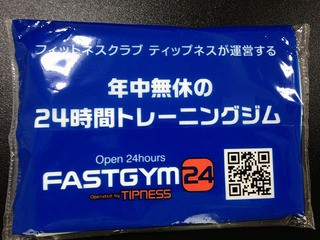 フィットネスクラブ ティップネスが運営する
年中無休の
24時間トレーニングジム
Open 24hours
FASTGYM24
Operated by TIPNESS